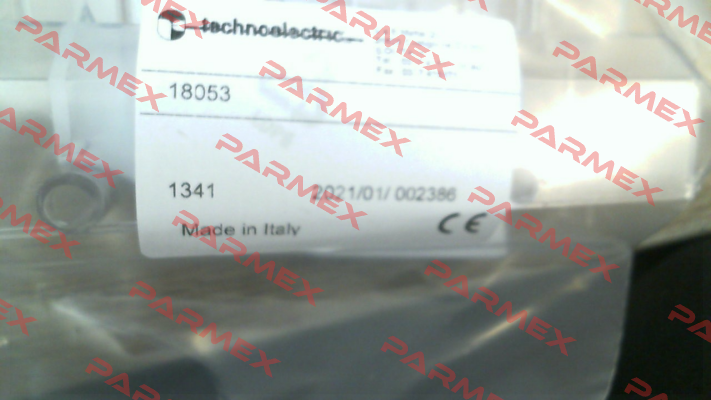 technoelectric
18053
1341 2021/01/ 002386
Made in Italy CE
PARMEX